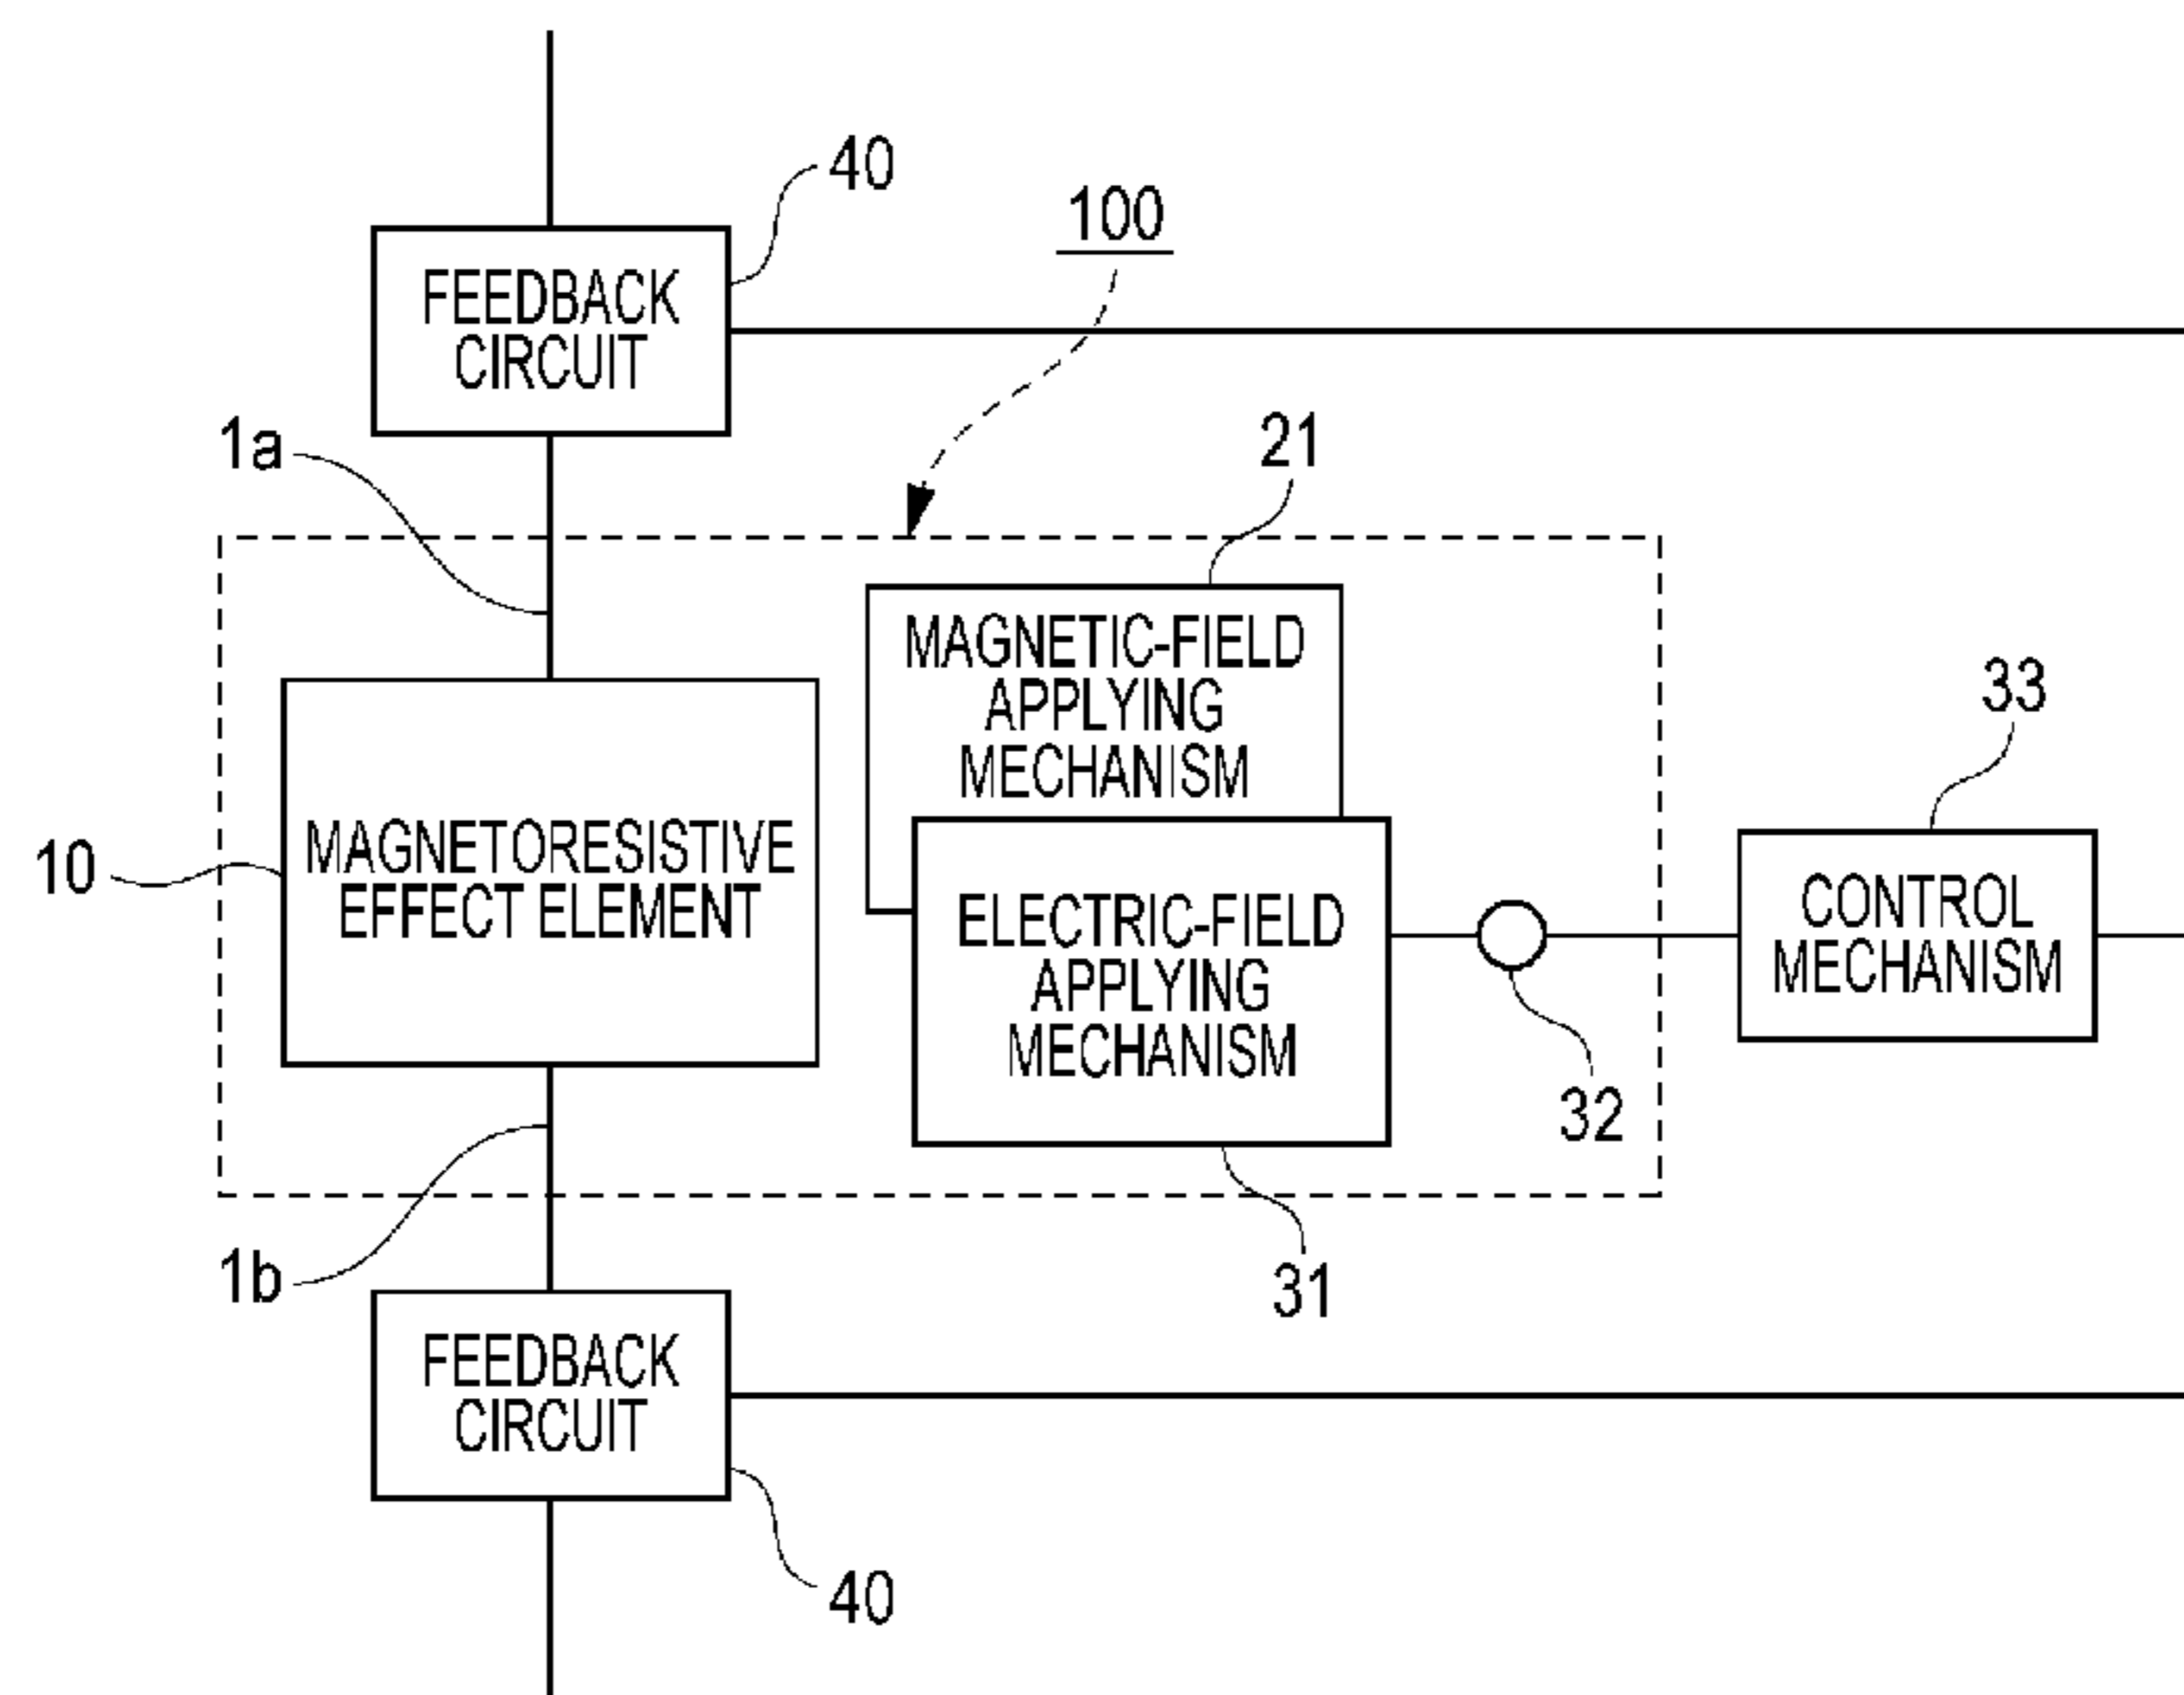 40
100
FEEDBACK
CIRCUIT
1a
21
MAGNETIC-FIELD
APPLYING
MECHANISM
33
10
MAGNETORESISTIVE
EFFECT ELEMENT
ELECTRIC-FIELD
APPLYING
MECHANISM
CONTROL
MECHANISM
32
1b
31
FEEDBACK
CIRCUIT
40